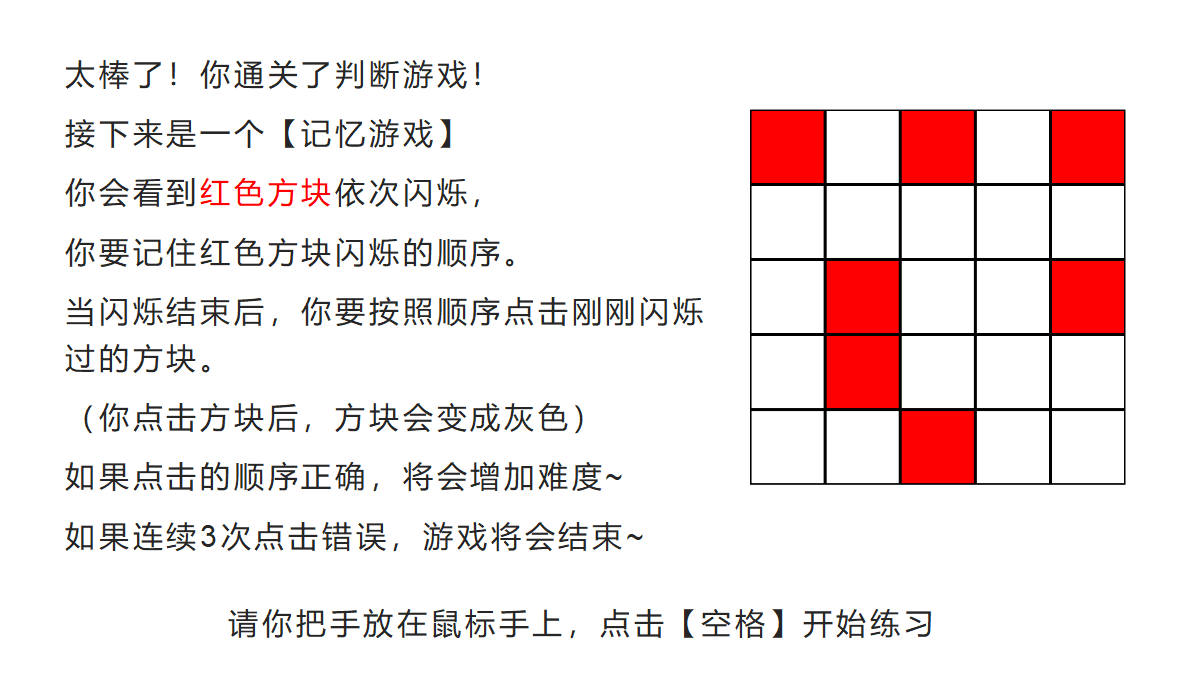 太棒了！你通关了判断游戏！
接下来是一个【记忆游戏】
你会看到红色方块依次闪烁，
你要记住红色方块闪烁的顺序。
当闪烁结束后，你要按照顺序点击刚刚闪烁
过的方块。
（你点击方块后，方块会变成灰色）
如果点击的顺序正确，将会增加难度~
如果连续3次点击错误，游戏将会结束~
请你把手放在鼠标手上，点击【空格】开始练习